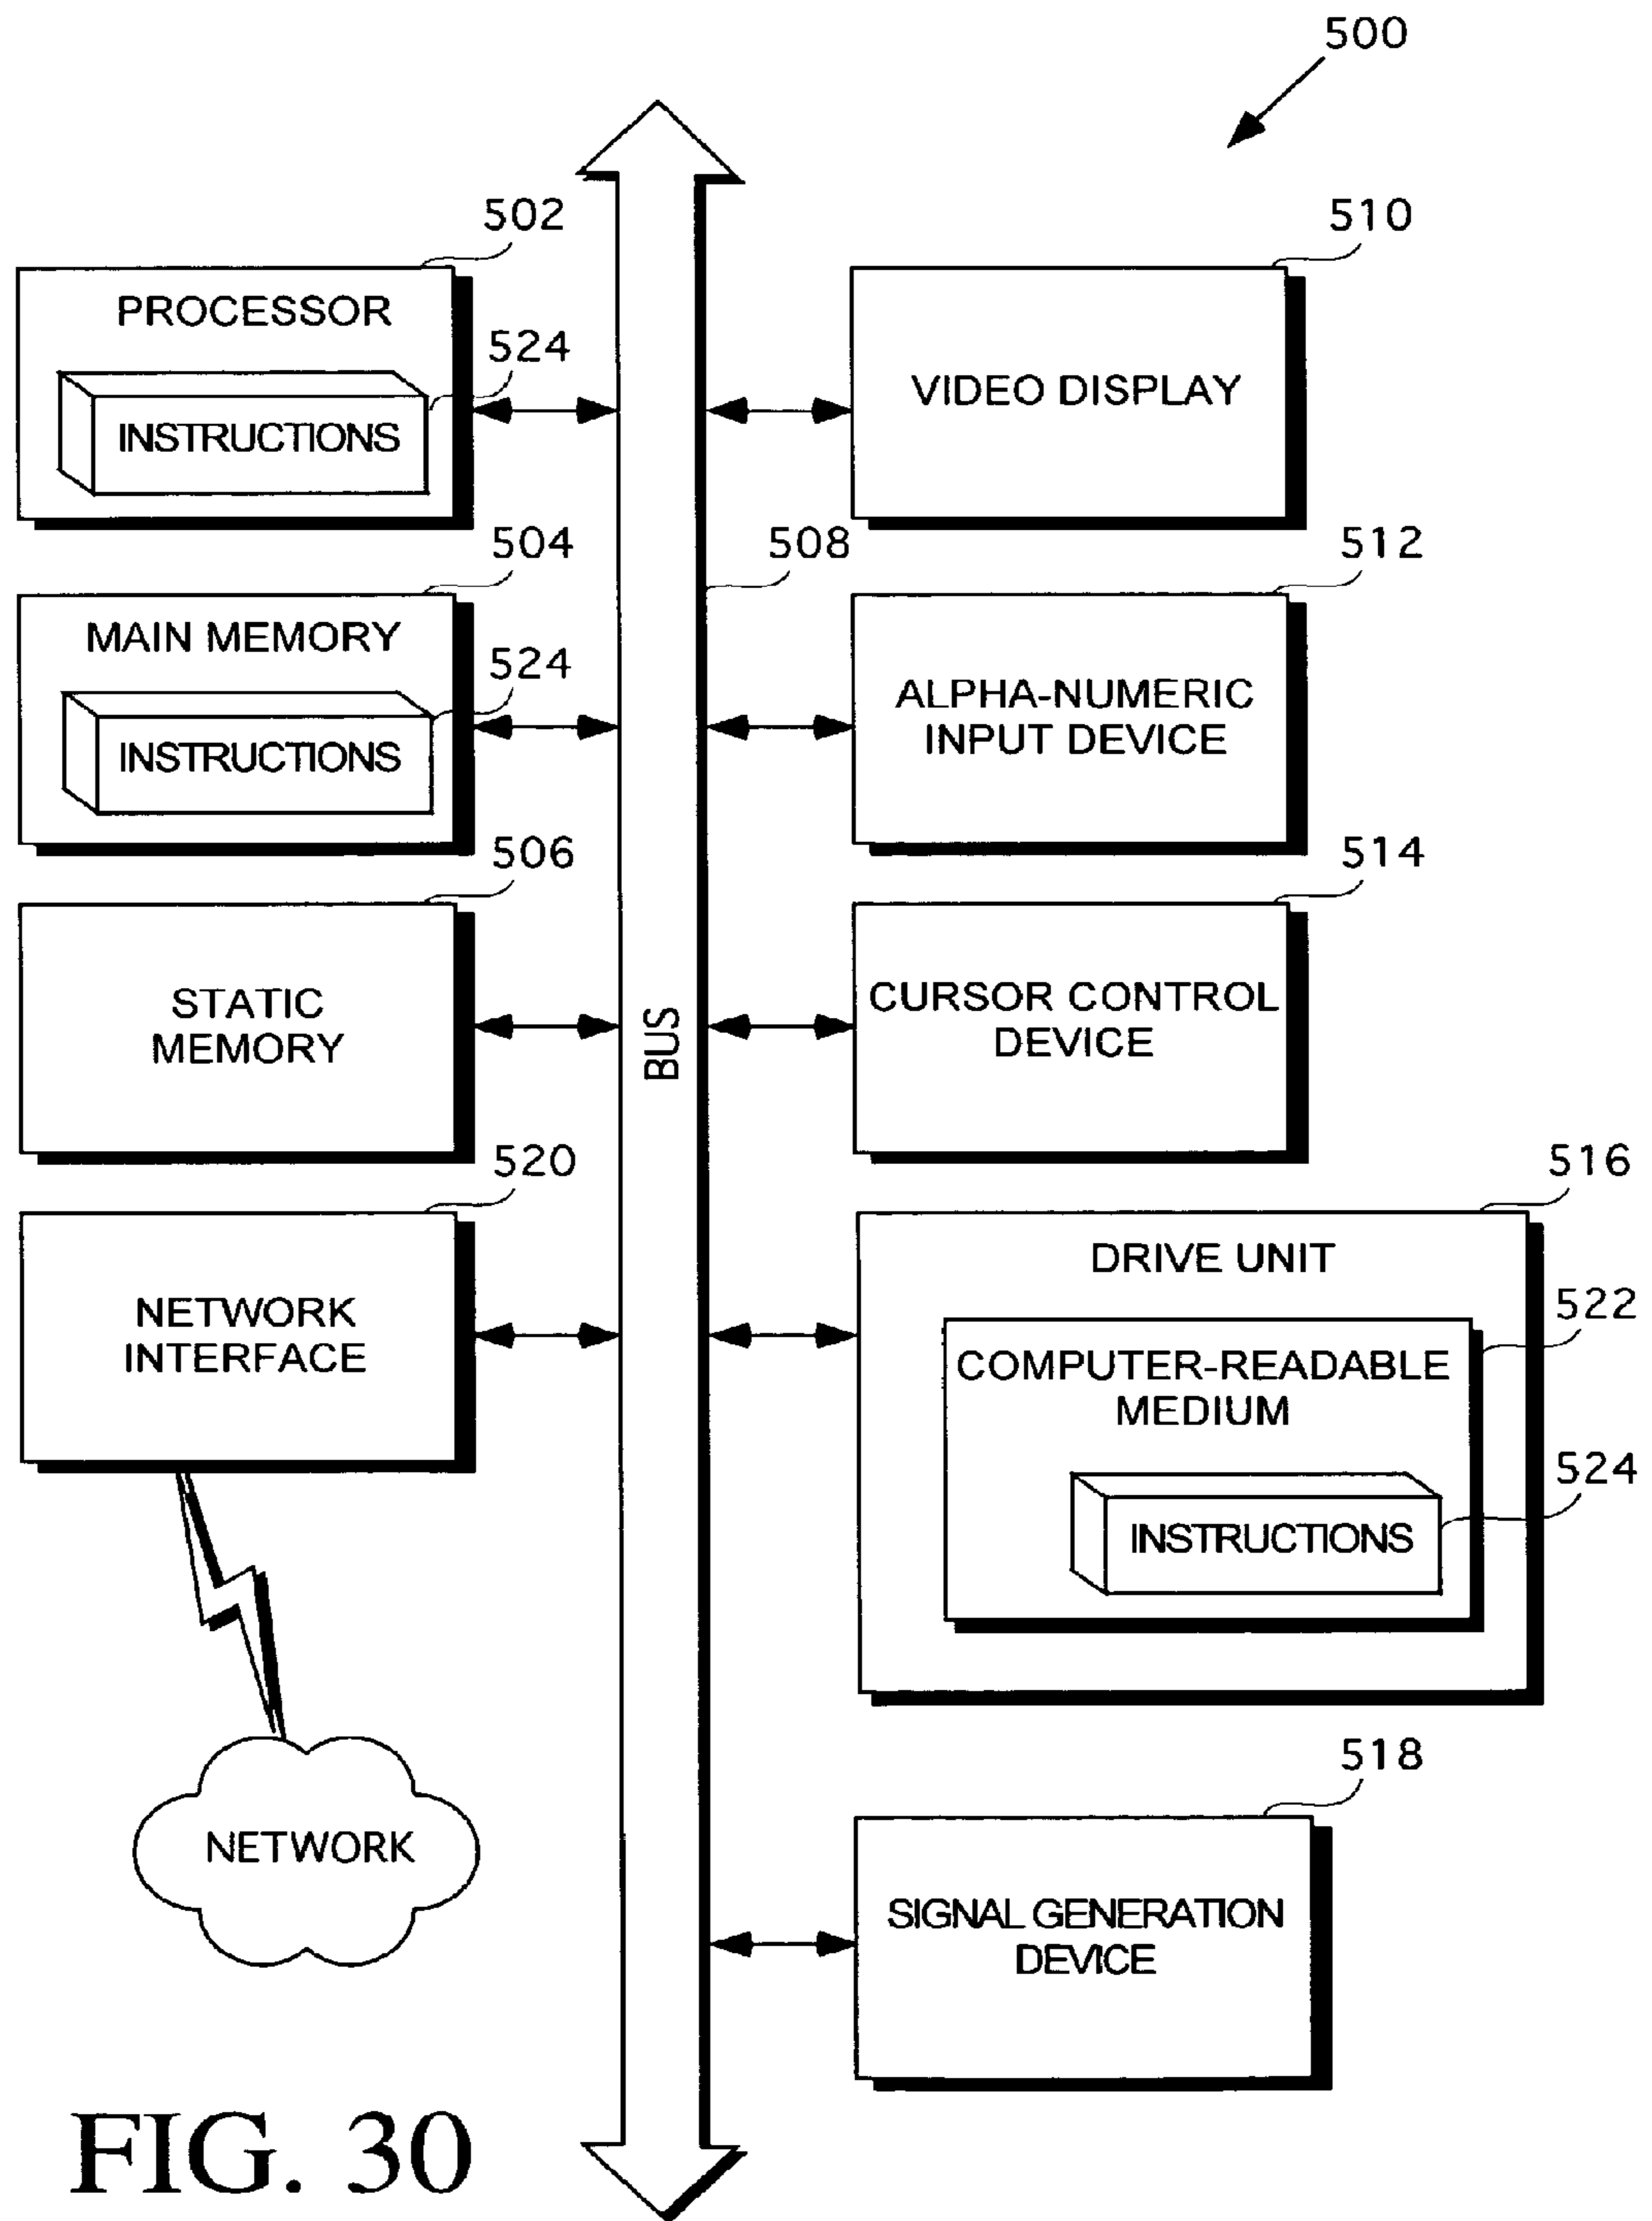 500
502
PROCESSOR
524
INSTRUCTIONS
504
MAIN MEMORY
524
INSTRUCTIONS
506
STATIC
MEMORY
520
NETWORK
INTERFACE
NETWORK
508
BUS
510
VIDEO DISPLAY
512
ALPHA-NUMERIC
INPUT DEVICE
514
CURSOR CONTROL
DEVICE
516
DRIVE UNIT
522
COMPUTER-READABLE
MEDIUM
524
INSTRUCTIONS
518
SIGNAL GENERATION
DEVICE
FIG. 30